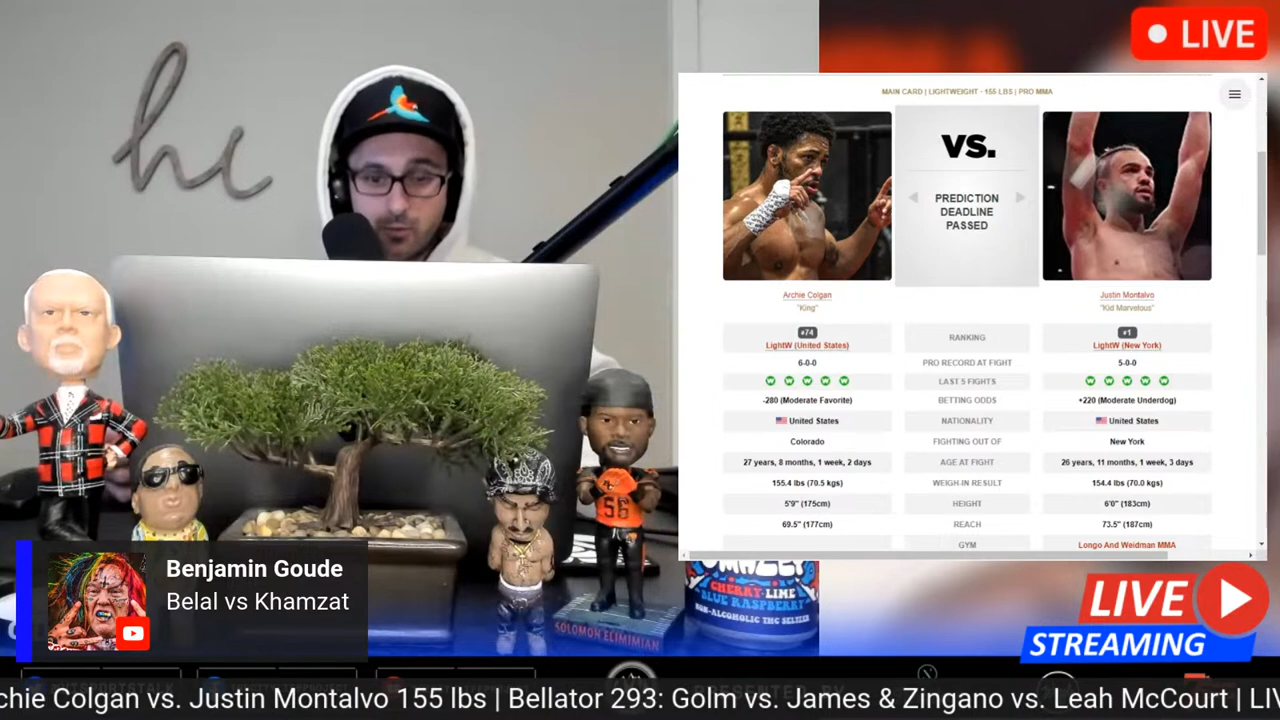 hi
LIVE
MAIN CARD | LIGHTWEIGHT · 155 LBS | PRO MMA
VS.
PREDICTION
DEADLINE
PASSED
Archie Colgan
"King"
Justin Montalvo
"Kid Marvelous"
#74
RANKING
#1
LightW (United States)
LightW (New York)
6-0-0
PRO RECORD AT FIGHT
5-0-0
W W W W W
LAST 5 FIGHTS
W W W W W
-280 (Moderate Favorite)
BETTING ODDS
+220 (Moderate Underdog)
United States
NATIONALITY
United States
Colorado
FIGHTING OUT OF
New York
27 years, 8 months, 1 week, 2 days
AGE AT FIGHT
26 years, 11 months, 1 week, 3 days
155.4 lbs (70.5 kgs)
WEIGH-IN RESULT
154.4 lbs (70.0 kgs)
5'9" (175cm)
HEIGHT
6'0" (183cm)
69.5" (177cm)
REACH
73.5" (187cm)
GYM
Longo And Weidman MMA
56
SOLOMON ELIMIMIAN
CHERRY-LIME
BLUE RASPBERRY
NON-ALCOHOLIC THC SELTZER
Benjamin Goude
Belal vs Khamzat
LIVE
STREAMING
chie Colgan vs. Justin Montalvo 155 lbs | Bellator 293: Golm vs. James & Zingano vs. Leah McCourt | LIV